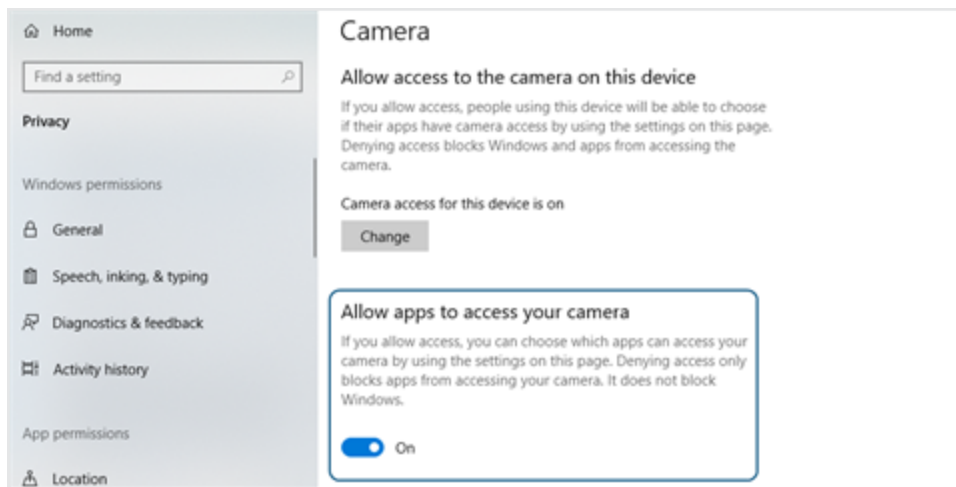 Home
Find a setting
Privacy
Windows permissions
General
Speech, inking, & typing
Diagnostics & feedback
Activity history
App permissions
Location
Camera
Allow access to the camera on this device
If you allow access, people using this device will be able to choose
if their apps have camera access by using the settings on this page.
Denying access blocks Windows and apps from accessing the
camera.
Camera access for this device is on
Change
Allow apps to access your camera
If you allow access, you can choose which apps can access your
camera by using the settings on this page. Denying access only
blocks apps from accessing your camera. It does not block
Windows.
On